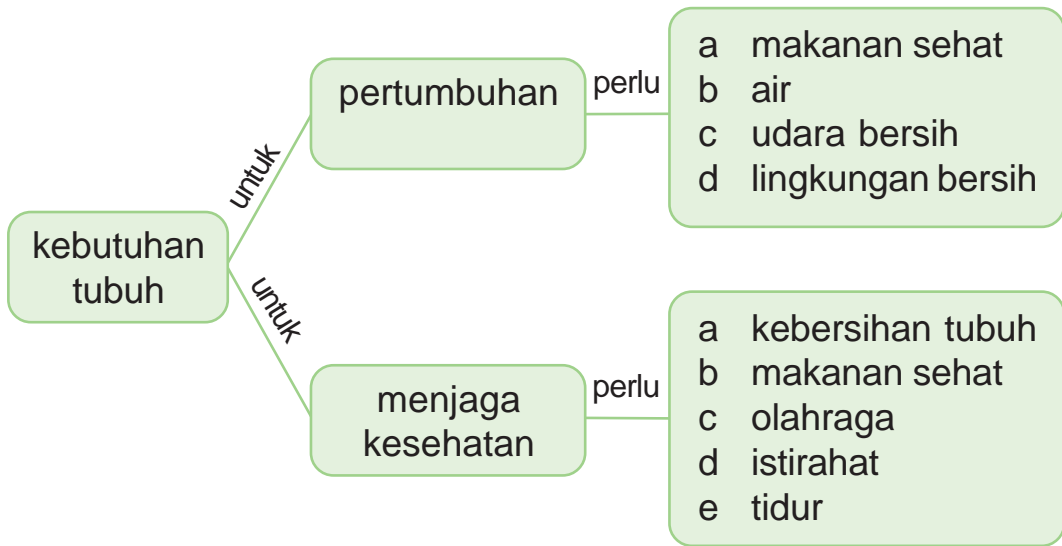 kebutuhan
tubuh
untuk
pertumbuhan
perlu
a makanan sehat
b air
c udara bersih
d lingkungan bersih
untuk
menjaga
kesehatan
perlu
a kebersihan tubuh
b makanan sehat
c olahraga
d istirahat
e tidur